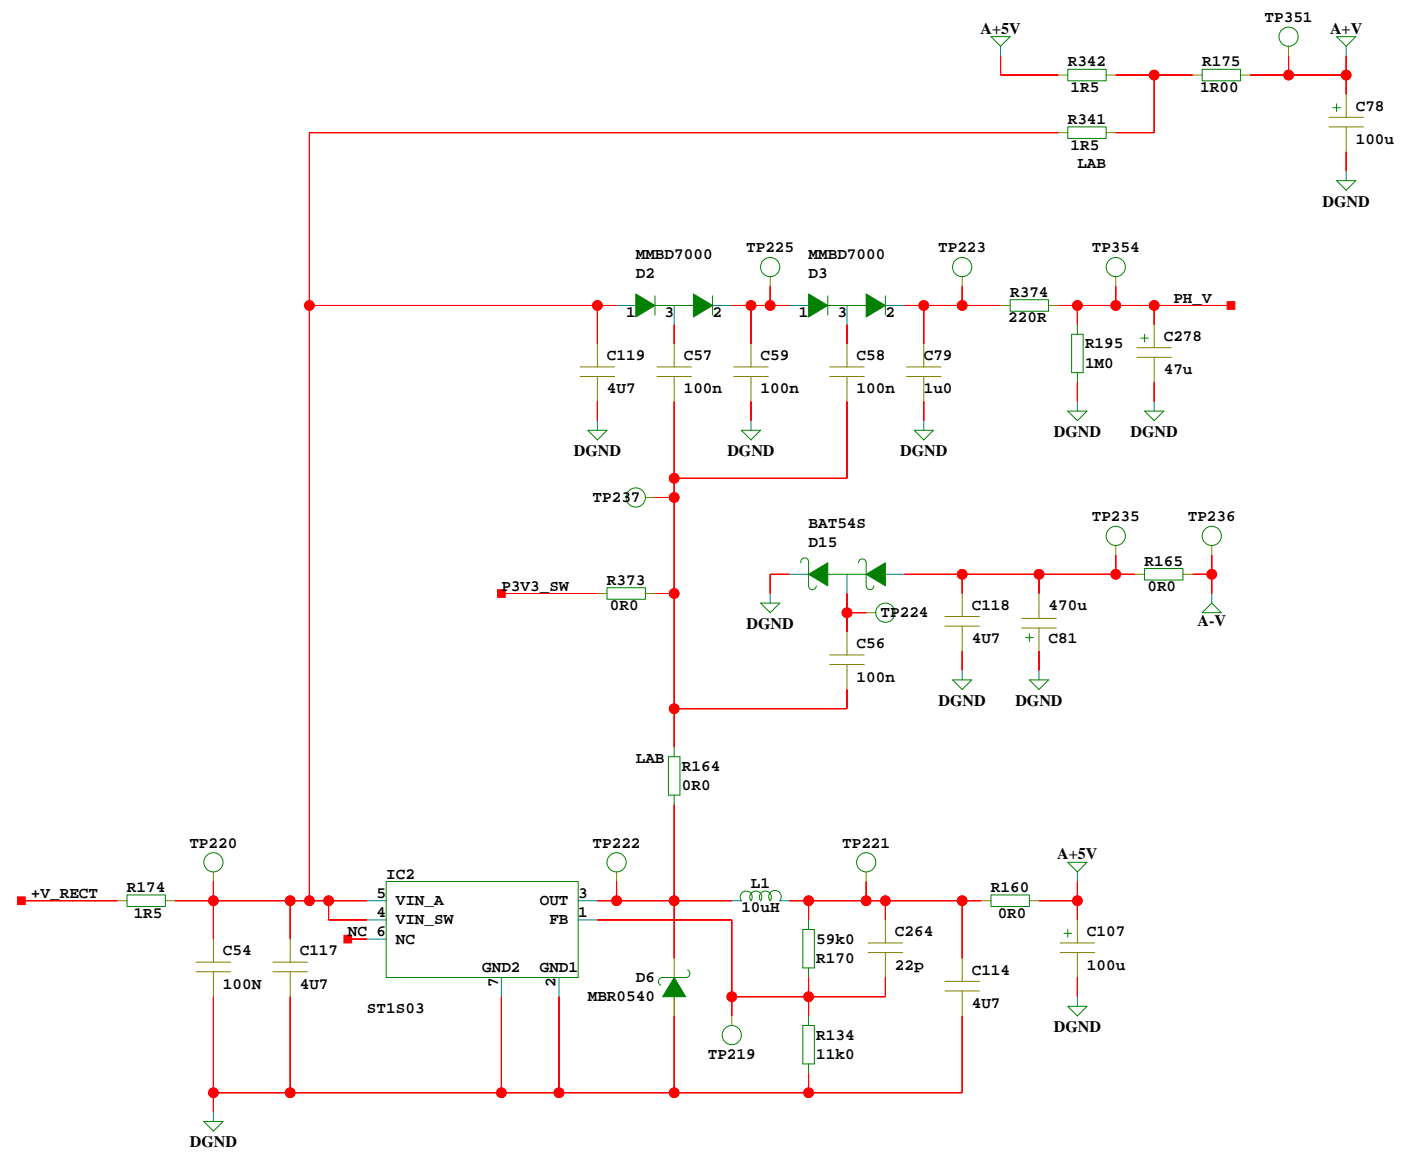 TP351
A+5V
A+V
R342
1R5
R175
1R00
C78
100u
R341
1R5
LAB
DGND
MMBD7000
D2
TP225
MMBD7000
D3
TP223
TP354
1
3
2
1
3
2
R374
220R
PH_V
C119
4U7
C57
100n
C59
100n
C58
100n
C79
1u0
R195
1M0
C278
47u
DGND
DGND
DGND
DGND
DGND
TP237
BAT54S
D15
TP235
TP236
P3V3_SW
R373
0R0
R165
0R0
DGND
TP224
C118
4U7
470u
C81
A-V
C56
100n
DGND
DGND
LAB
R164
0R0
TP220
TP222
TP221
A+5V
+V_RECT
R174
1R5
IC2
5
VIN_A
OUT
3
4
VIN_SW
FB
1
NC
6
NC
GND2
GND1
7
2
ST1S03
L1
10uH
R160
0R0
C54
100N
C117
4U7
D6
MBR0540
59k0
R170
C264
22p
C114
4U7
C107
100u
DGND
TP219
R134
11k0
DGND